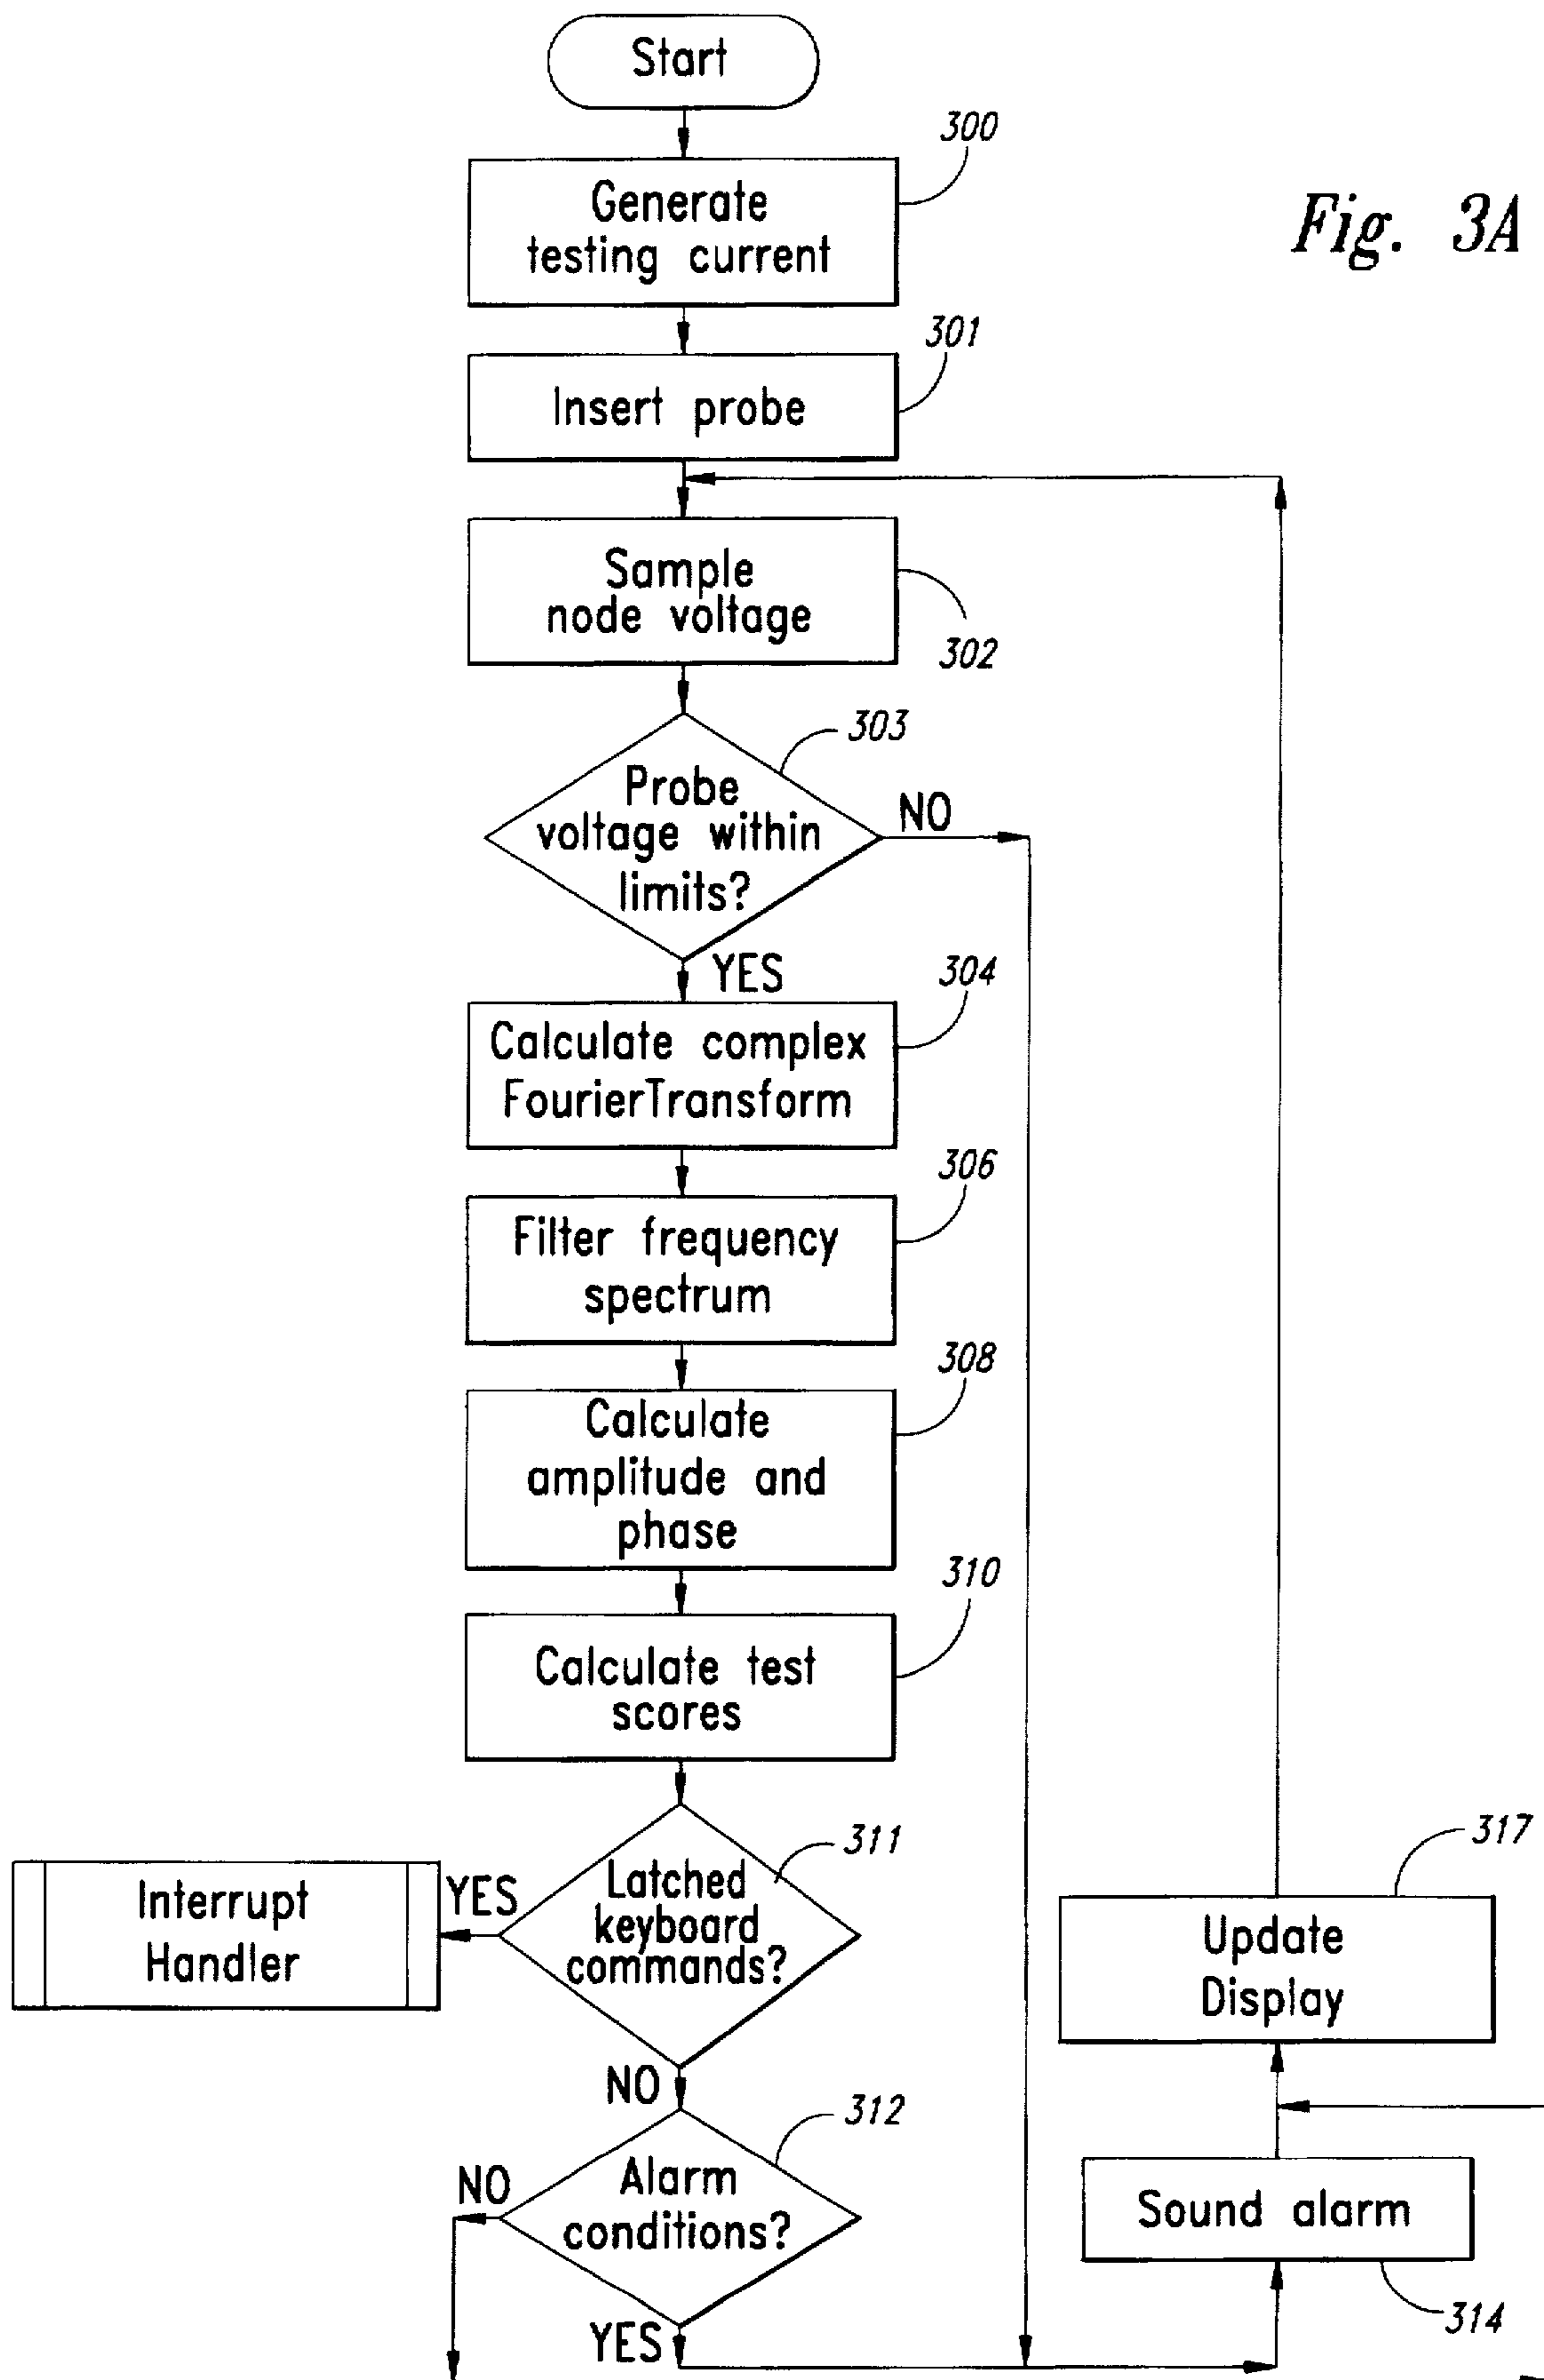 Start
300
Generate
testing current
Fig. 3A
301
Insert probe
Sample
node voltage
302
303
Probe
voltage within
limits?
NO
YES
304
Calculate complex
FourierTransform
306
Filter frequency
spectrum
308
Calculate
amplitude and
phase
310
Calculate test
scores
311
Latched
keyboard
commands?
YES
Interrupt
Handler
317
Update
Display
NO
312
Alarm
conditions?
NO
Sound alarm
314
YES